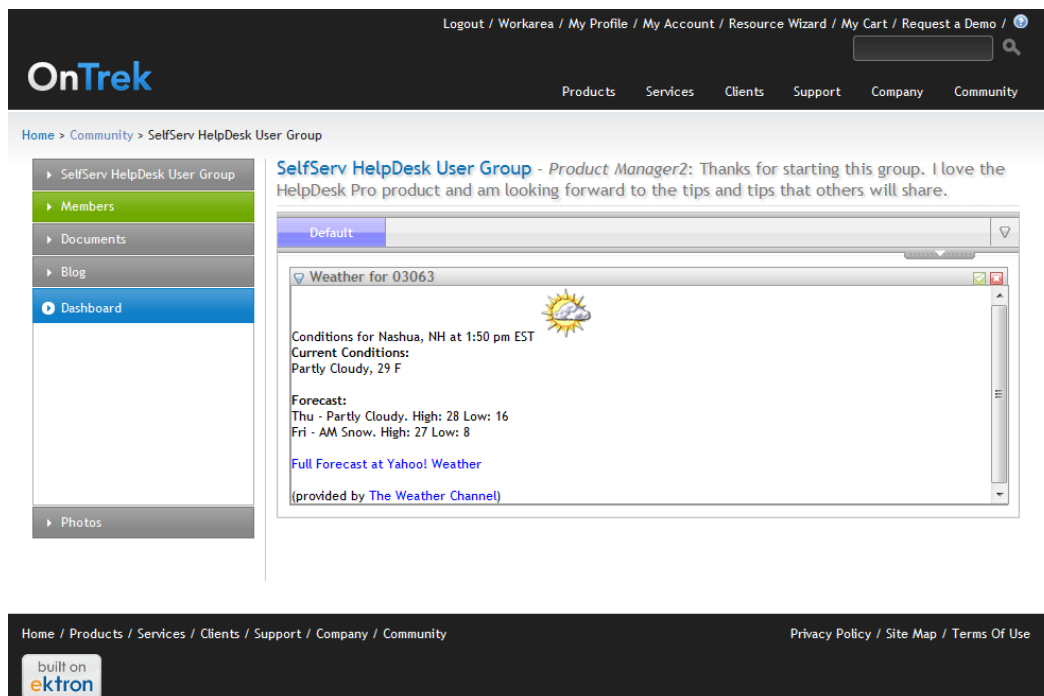 Logout / Workarea / My Profile / My Account / Resource Wizard / My Cart / Request a Demo /
OnTrek
Products Services Clients Support Company Community
Home > Community > SelfServ HelpDesk User Group
SelfServ HelpDesk User Group
Members
Documents
Blog
Dashboard
Photos
SelfServ HelpDesk User Group - Product Manager2: Thanks for starting this group. I love the
HelpDesk Pro product and am looking forward to the tips and tips that others will share.
Default
Weather for 03063
Conditions for Nashua, NH at 1:50 pm EST
Current Conditions:
Partly Cloudy, 29 F
Forecast:
Thu - Partly Cloudy. High: 28 Low: 16
Fri - AM Snow. High: 27 Low: 8
Full Forecast at Yahoo! Weather
(provided by The Weather Channel)
Home / Products / Services / Clients / Support / Company / Community
Privacy Policy / Site Map / Terms Of Use
built on
ektron